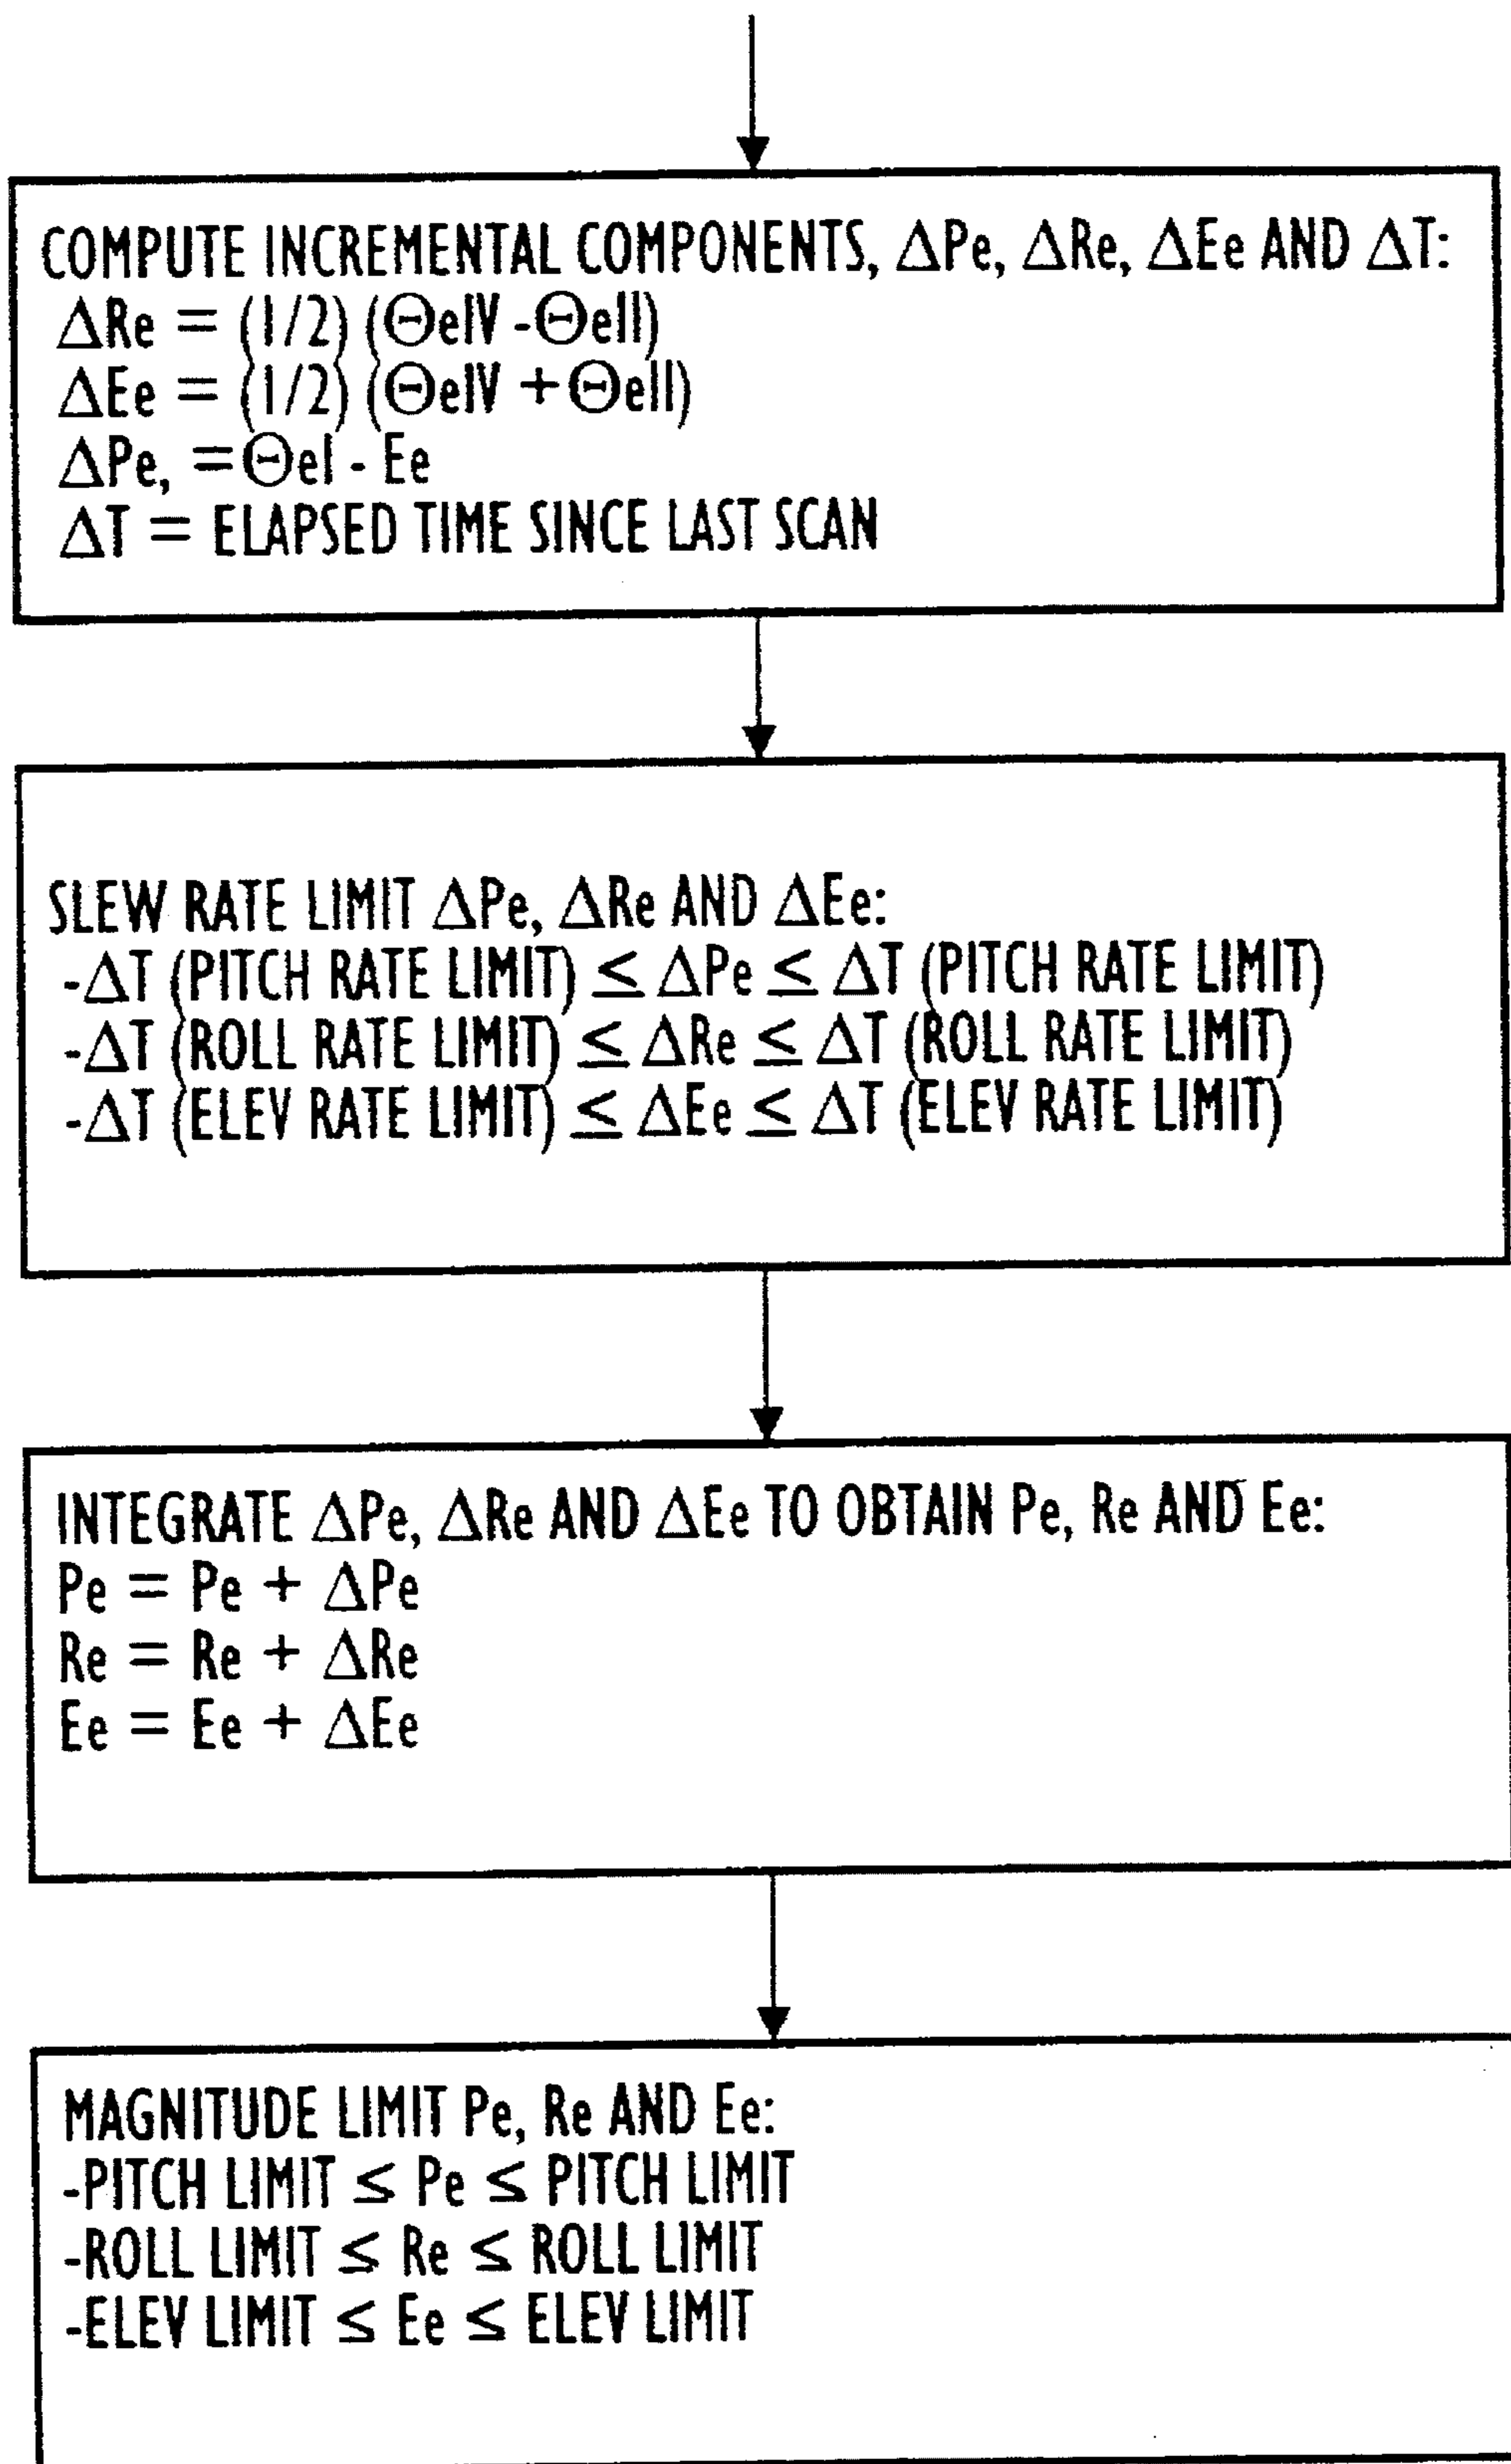 COMPUTE INCREMENTAL COMPONENTS, ΔPe, ΔRe, ΔEe AND ΔT:
ΔRe = (1/2) (ΘeIV -ΘeII)
ΔEe = (1/2) (ΘeIV +ΘeII)
ΔPe, =ΘeI - Ee
ΔT = ELAPSED TIME SINCE LAST SCAN
SLEW RATE LIMIT ΔPe, ΔRe AND ΔEe:
-ΔT (PITCH RATE LIMIT) ≤ ΔPe ≤ ΔT (PITCH RATE LIMIT)
-ΔT (ROLL RATE LIMIT) ≤ ΔRe ≤ ΔT (ROLL RATE LIMIT)
-ΔT (ELEV RATE LIMIT) ≤ ΔEe ≤ ΔT (ELEV RATE LIMIT)
INTEGRATE ΔPe, ΔRe AND ΔEe TO OBTAIN Pe, Re AND Ee:
Pe = Pe + ΔPe
Re = Re + ΔRe
Ee = Ee + ΔEe
MAGNITUDE LIMIT Pe, Re AND Ee:
-PITCH LIMIT ≤ Pe ≤ PITCH LIMIT
-ROLL LIMIT ≤ Re ≤ ROLL LIMIT
-ELEV LIMIT ≤ Ee ≤ ELEV LIMIT